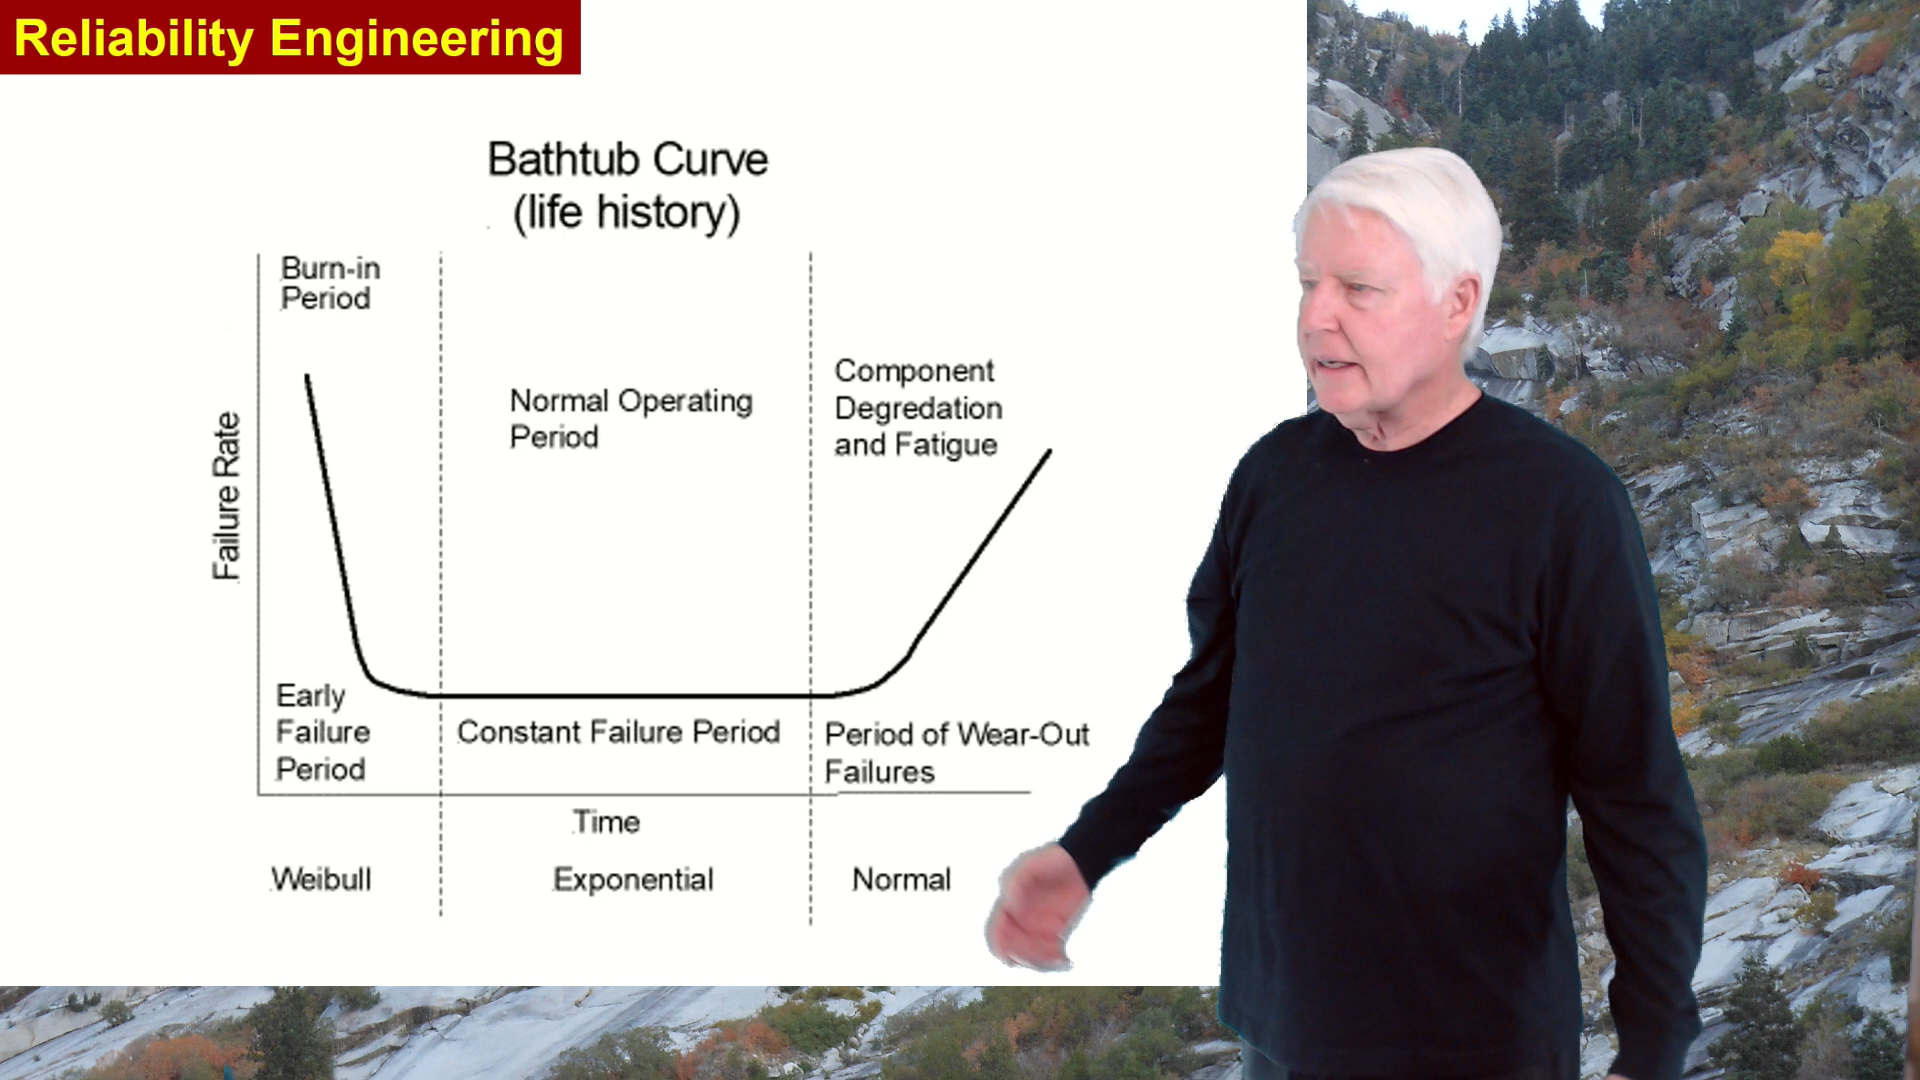 Reliability Engineering
Bathtub Curve
(life history)
Burn-in
Period
Normal Operating
Period
Component
Degredation
and Fatigue
Failure Rate
Early
Failure
Period
Constant Failure Period
Period of Wear-Out
Failures
Time
Weibull
Exponential
Normal